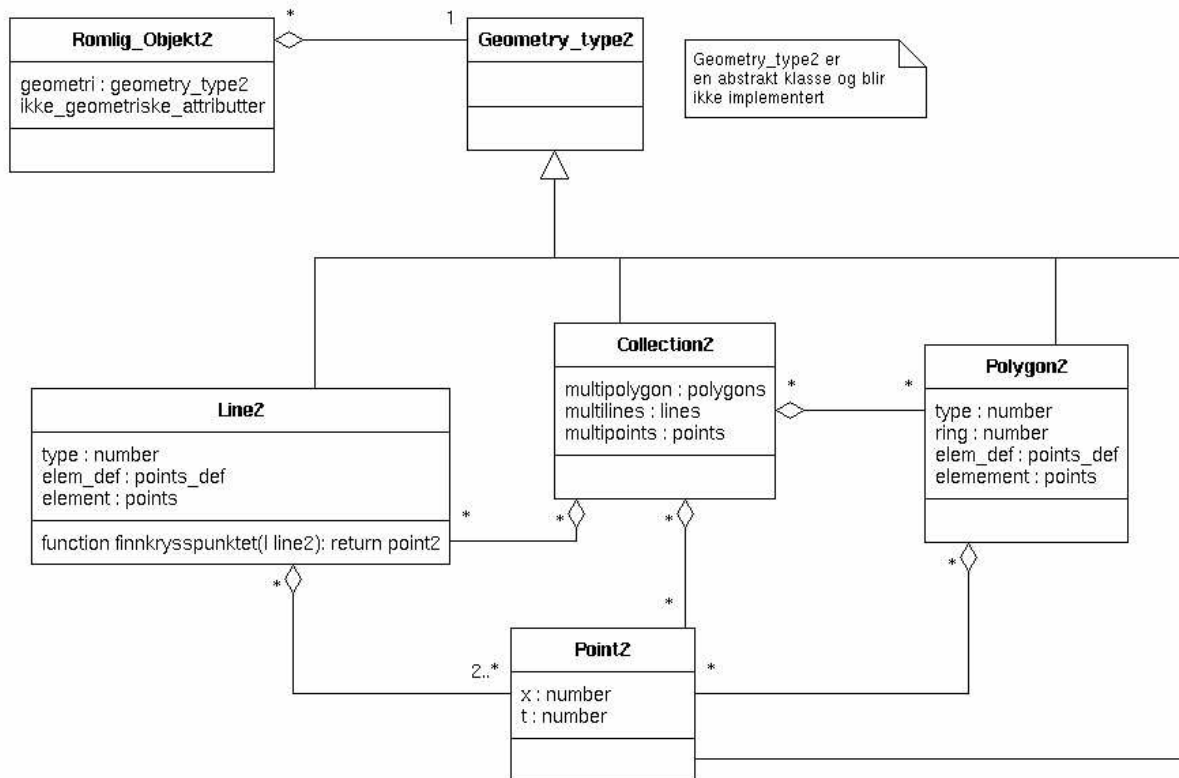 *
1
Romlig_Objekt2
geometri : geometry_type2
ikke_geometriske_attributter
Geometry_type2
Geometry_type2 er
en abstrakt klasse og blir
ikke implementert
Collection2
multipolygon : polygons
multilines : lines
multipoints : points
*
*
Polygon2
type : number
ring : number
elem_def : points_def
elemement : points
Line2
type : number
elem_def : points_def
element : points
function finnkrysspunktet(l line2): return point2
*
*
*
*
*
*
2..*
*
Point2
x : number
t : number